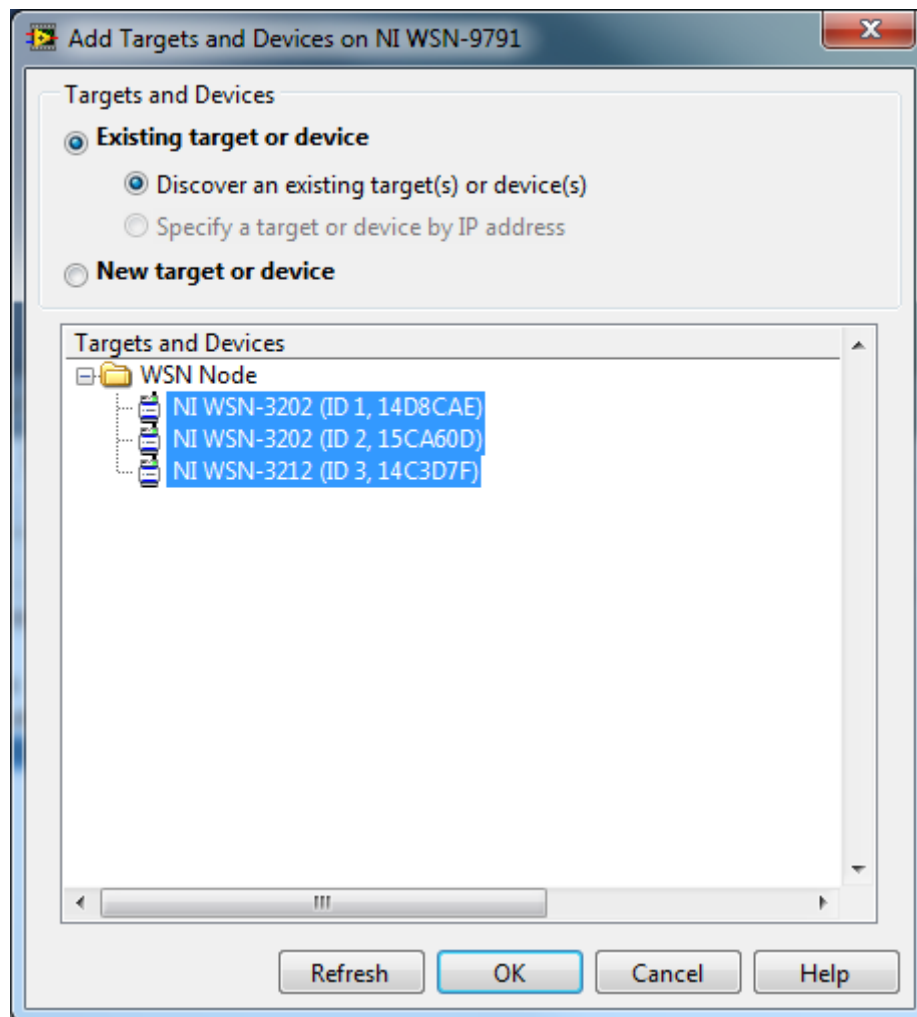 Add Targets and Devices on NI WSN-9791
Targets and Devices
Existing target or device
Discover an existing target(s) or device(s)
Specify a target or device by IP address
New target or device
Targets and Devices
WSN Node
NI WSN-3202 (ID 1, 14D8CAE)
NI WSN-3202 (ID 2, 15CA60D)
NI WSN-3212 (ID 3, 14C3D7F)
Refresh OK Cancel Help